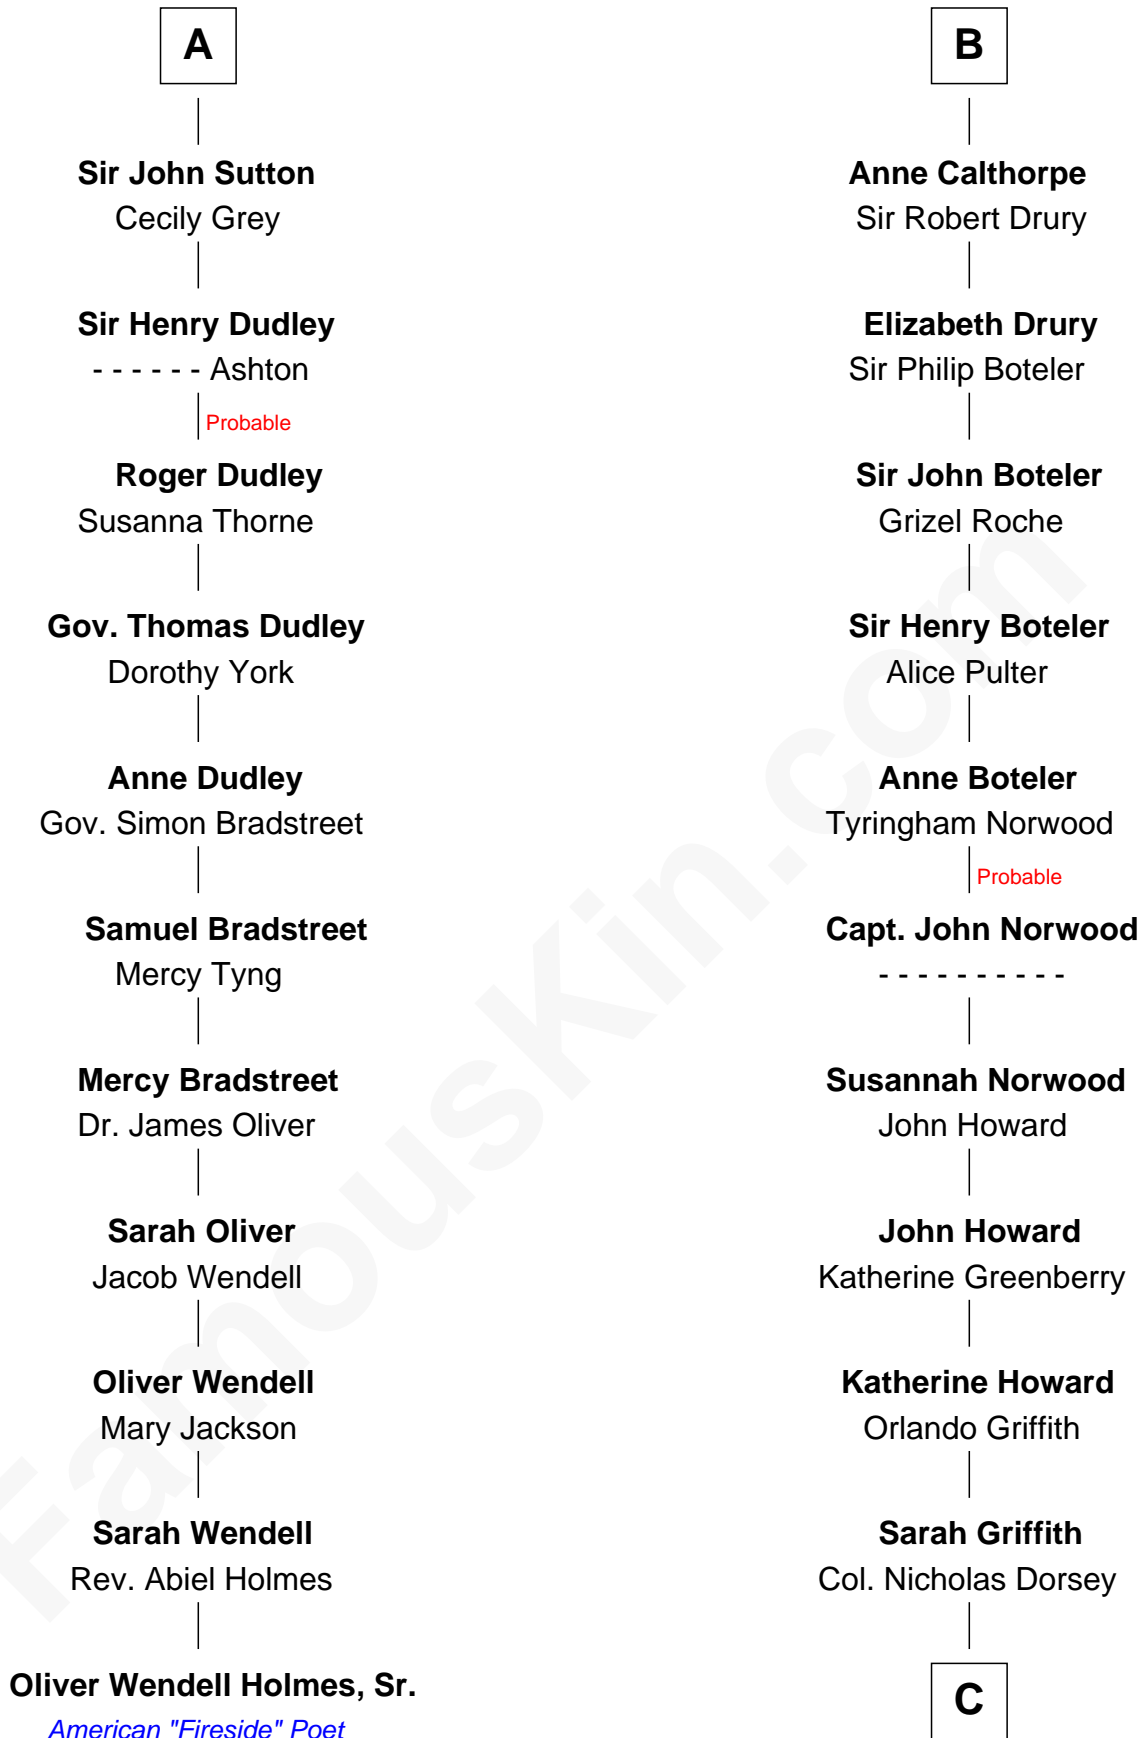 A
Sir John Sutton
Cecily Grey
Sir Henry Dudley
- - - - - - Ashton
Probable
Roger Dudley
Susanna Thorne
Gov. Thomas Dudley
Dorothy York
Anne Dudley
Gov. Simon Bradstreet
Samuel Bradstreet
Mercy Tyng
Mercy Bradstreet
Dr. James Oliver
Sarah Oliver
Jacob Wendell
Oliver Wendell
Mary Jackson
Sarah Wendell
Rev. Abiel Holmes
Oliver Wendell Holmes, Sr.
American "Fireside" Poet
B
Anne Calthorpe
Sir Robert Drury
Elizabeth Drury
Sir Philip Boteler
Sir John Boteler
Grizel Roche
Sir Henry Boteler
Alice Pulter
Anne Boteler
Tyringham Norwood
Probable
Capt. John Norwood
- - - - - - - - - -
Susannah Norwood
John Howard
John Howard
Katherine Greenberry
Katherine Howard
Orlando Griffith
Sarah Griffith
Col. Nicholas Dorsey
C
FamousKin.com